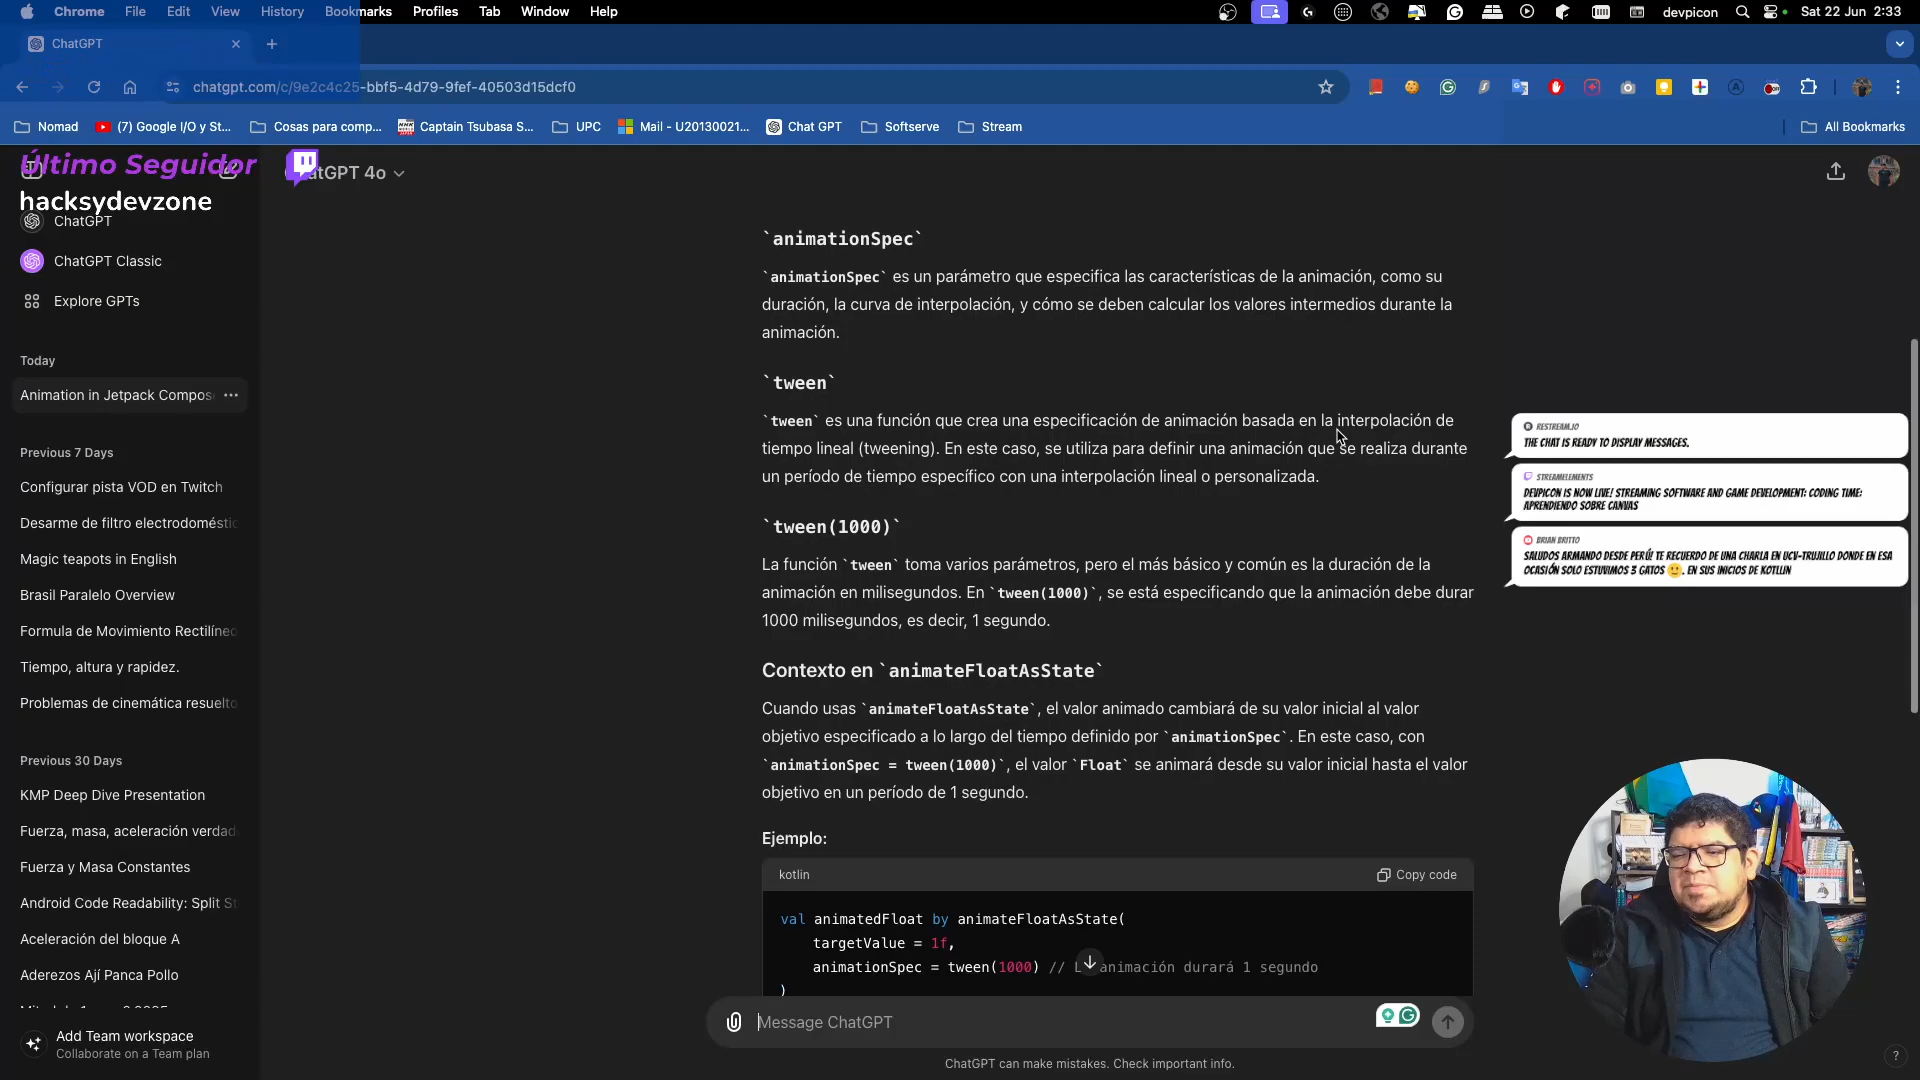 Chrome File Edit View History Bookmarks Profiles Tab Window Help
devpicon Sat 22 Jun 2:33
ChatGPT
chatgpt.com/c/9e2c4c25-bbf5-4d79-9fef-40503d15dcf0
Nomad
(7) Google I/O y St...
Cosas para comp...
Captain Tsubasa S...
UPC
Mail - U20130021...
Chat GPT
Softserve
Stream
All Bookmarks
Último Seguidor
hacksydevzone
ChatGPT
ChatGPT Classic
Explore GPTs
Today
Animation in Jetpack Compos
Previous 7 Days
Configurar pista VOD en Twitch
Desarme de filtro electrodoméstic
Magic teapots in English
Brasil Paralelo Overview
Formula de Movimiento Rectilíneo
Tiempo, altura y rapidez.
Problemas de cinemática resuelto
Previous 30 Days
KMP Deep Dive Presentation
Fuerza, masa, aceleración verdad
Fuerza y Masa Constantes
Android Code Readability: Split St
Aceleración del bloque A
Aderezos Ají Panca Pollo
Add Team workspace
Collaborate on a Team plan
atGPT 4o
`animationSpec`
`animationSpec` es un parámetro que especifica las características de la animación, como su
duración, la curva de interpolación, y cómo se deben calcular los valores intermedios durante la
animación.
`tween`
`tween` es una función que crea una especificación de animación basada en la interpolación de
tiempo lineal (tweening). En este caso, se utiliza para definir una animación que se realiza durante
un período de tiempo específico con una interpolación lineal o personalizada.
`tween(1000)`
La función `tween` toma varios parámetros, pero el más básico y común es la duración de la
animación en milisegundos. En `tween(1000)`, se está especificando que la animación debe durar
1000 milisegundos, es decir, 1 segundo.
Contexto en `animateFloatAsState`
Cuando usas `animateFloatAsState`, el valor animado cambiará de su valor inicial al valor
objetivo especificado a lo largo del tiempo definido por `animationSpec`. En este caso, con
`animationSpec = tween(1000)`, el valor `Float` se animará desde su valor inicial hasta el valor
objetivo en un período de 1 segundo.
Ejemplo:
kotlin
Copy code
val animatedFloat by animateFloatAsState(
targetValue = 1f,
animationSpec = tween(1000) // animación durará 1 segundo
)
Message ChatGPT
ChatGPT can make mistakes. Check important info.
?
RESTREAM.IO
THE CHAT IS READY TO DISPLAY MESSAGES.
STREAMELEMENTS
DEVPICON IS NOW LIVE! STREAMING SOFTWARE AND GAME DEVELOPMENT: CODING TIME:
APRENDIENDO SOBRE CANVAS
BRIAN BRITTO
SALUDOS ARMANDO DESDE PERÚ! TE RECUERDO DE UNA CHARLA EN UCV-TRUJILLO DONDE EN ESA
OCASIÓN SOLO ESTUVIMOS 3 GATOS 🙂. EN SUS INICIOS DE KOTLLIN